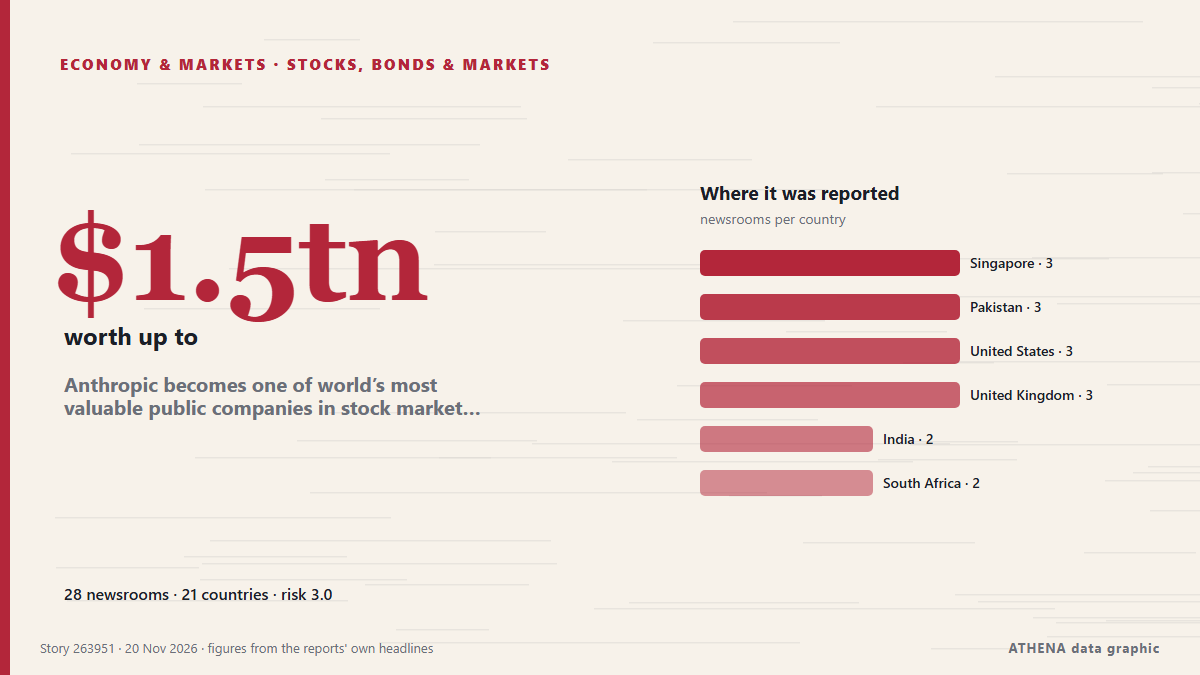 ECONOMY & MARKETS · STOCKS, BONDS & MARKETS
$1.5tn
worth up to
Anthropic becomes one of world's most
valuable public companies in stock market…
28 newsrooms · 21 countries · risk 3.0
Where it was reported
newsrooms per country
Singapore · 3
Pakistan · 3
United States · 3
United Kingdom · 3
India · 2
South Africa · 2
Story 263951 · 20 Nov 2026 · figures from the reports' own headlines
ATHENA data graphic